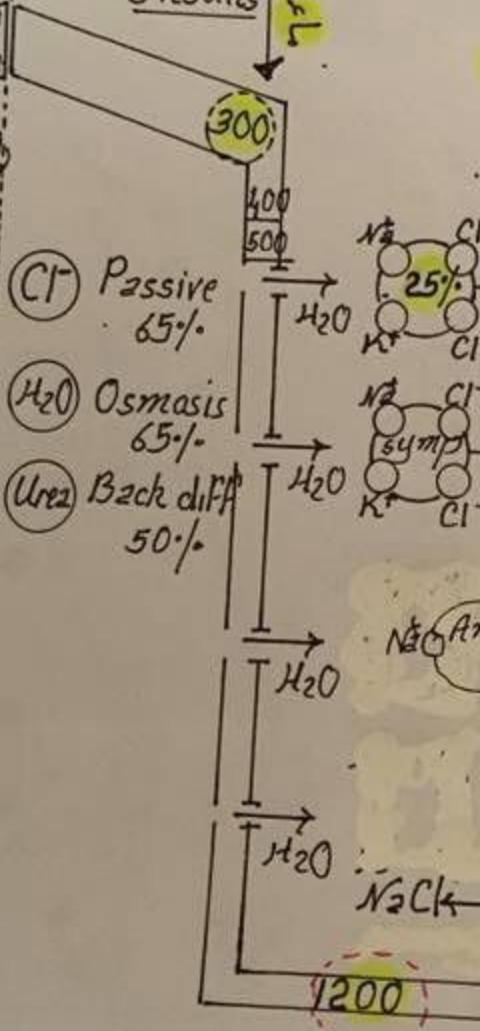 300
400
500
Cl⁻ Passive
65%
H2O Osmosis
65%
Urea Back diff
50%
H2O
H2O
H2O
H2O
Na⁺ Cl
25%
K⁺ Cl
Na⁺ Cl⁻
K⁺ Cl⁻
Na⁺
NaCl
1200